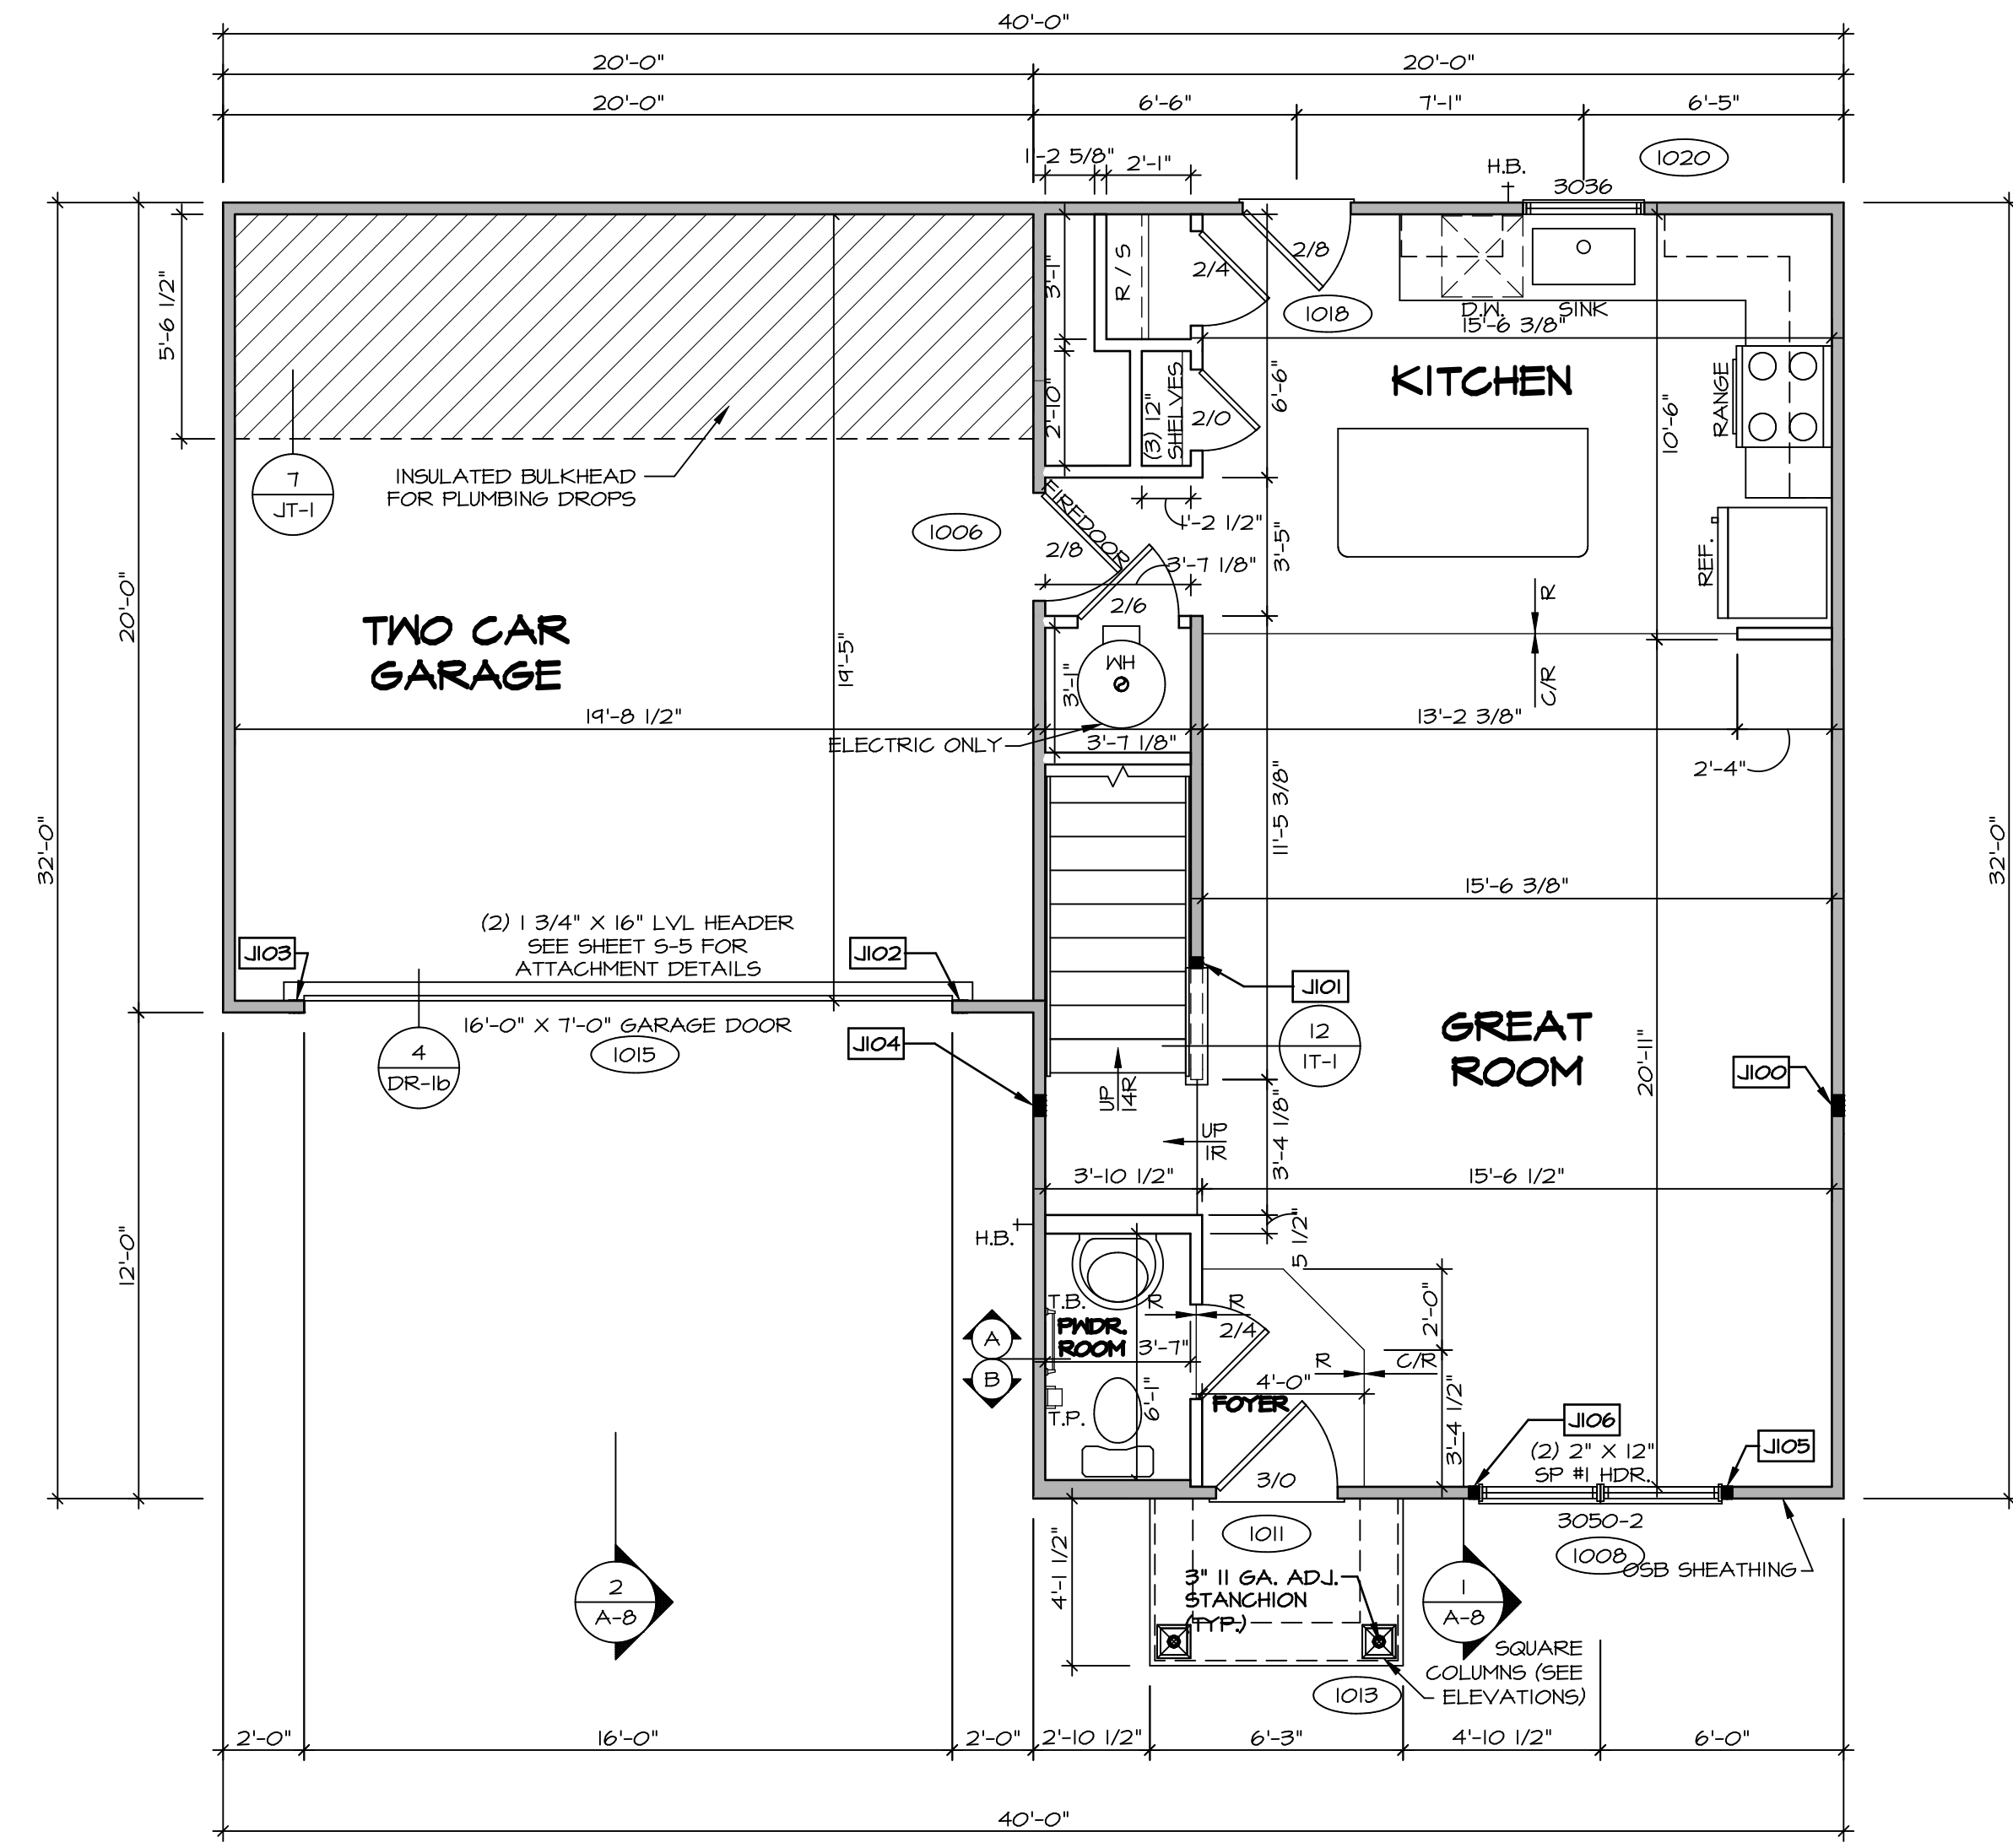 40'-0"
20'-0"
20'-0"
20'-0"
6'-6"
7'-1"
6'-5"
1'-2 5/8"
2'-1"
H.B.
3036
1020
5'-6 1/2"
3'-1"
R / S
2/4
2/8
1018
D.W.
SINK
15'-6 3/8"
KITCHEN
RANGE
10'-6"
6'-6"
2'-10"
(3) 12"
SHELVES
2/0
7
JT-1
INSULATED BULKHEAD
FOR PLUMBING DROPS
1006
FIREDOOR
2/8
1'-2 1/2"
3'-7 1/8"
3'-5"
REF.
R
C/R
2/6
WH
3'-1"
20'-0"
TWO CAR
GARAGE
19'-5"
19'-8 1/2"
ELECTRIC ONLY
3'-7 1/8"
13'-2 3/8"
2'-4"
32'-0"
32'-0"
11'-5 3/8"
15'-6 3/8"
(2) 1 3/4" X 16" LVL HEADER
SEE SHEET S-5 FOR
ATTACHMENT DETAILS
J103
J102
J101
16'-0" X 7'-0" GARAGE DOOR
1015
4
DR-1b
J104
12
1T-1
GREAT
ROOM
20'-11"
J100
UP
14R
UP
1R
3'-4 1/8"
3'-10 1/2"
15'-6 1/2"
12'-0"
H.B.
5 1/2"
T.B.
R
R
PWDR.
ROOM
3'-7"
2/4
2'-0"
A
B
R
C/R
4'-0"
FOYER
6'-1"
T.P.
3'-4 1/2"
J106
J105
(2) 2" X 12"
SP #1 HDR.
3/0
3050-2
1011
1008
OSB SHEATHING
4'-1 1/2"
3" 11 GA. ADJ.
STANCHION
(TYP.)
2
A-8
1
A-8
SQUARE
COLUMNS (SEE
ELEVATIONS)
1013
2'-0"
16'-0"
2'-0"
2'-10 1/2"
6'-3"
4'-10 1/2"
6'-0"
40'-0"